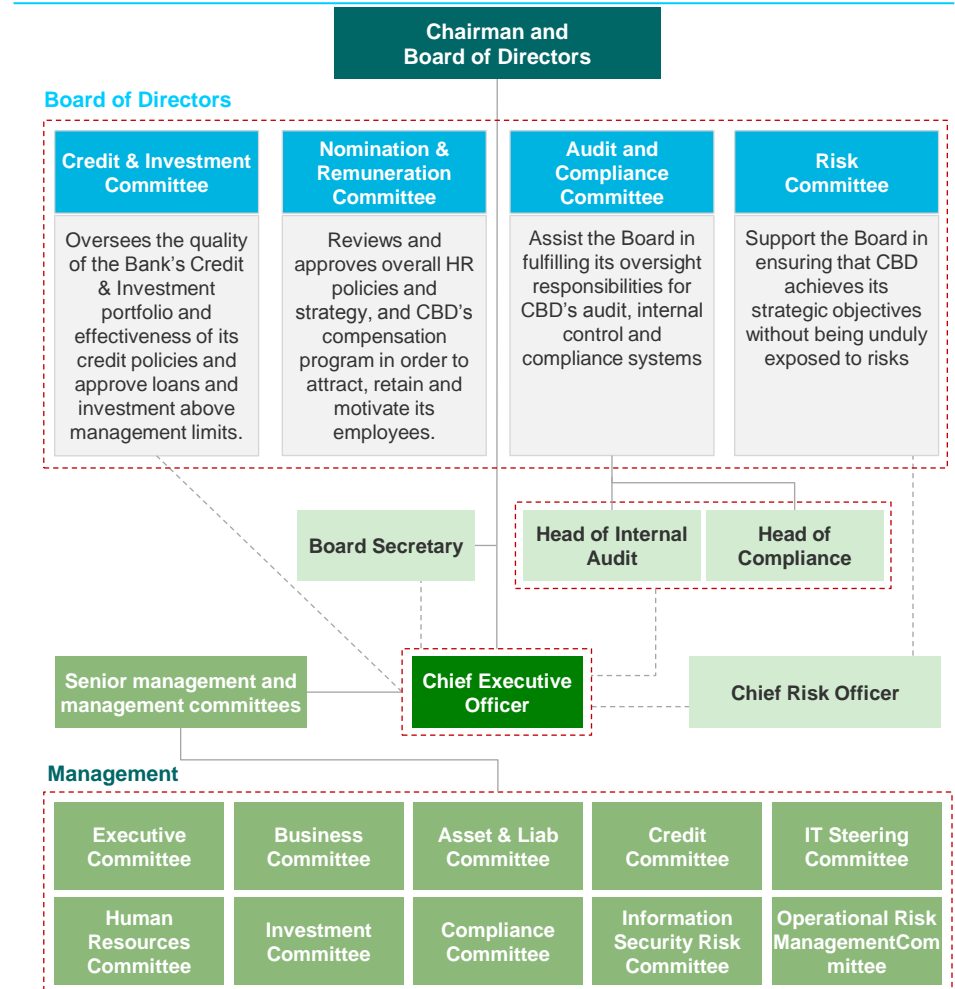 Chairman and
Board of Directors
Board of Directors
Credit & Investment
Committee
Oversees the quality
of the Bank's Credit
& Investment
portfolio and
effectiveness of its
credit policies and
approve loans and
investment above
management limits.
Nomination &
Remuneration
Committee
Reviews and
approves overall HR
policies and
strategy, and CBD's
compensation
program in order to
attract, retain and
motivate its
employees.
Audit and
Compliance
Committee
Assist the Board in
fulfilling its oversight
responsibilities for
CBD's audit, internal
control and
compliance systems
Risk
Committee
Support the Board in
ensuring that CBD
achieves its
strategic objectives
without being unduly
exposed to risks
Board Secretary
Head of Internal
Audit
Head of
Compliance
Senior management and
management committees
Chief Executive
Officer
Chief Risk Officer
Management
Executive
Committee
Business
Committee
Asset & Liab
Committee
Credit
Committee
IT Steering
Committee
Human
Resources
Committee
Investment
Committee
Compliance
Committee
Information
Security Risk
Committee
Operational Risk
ManagementCom
mittee